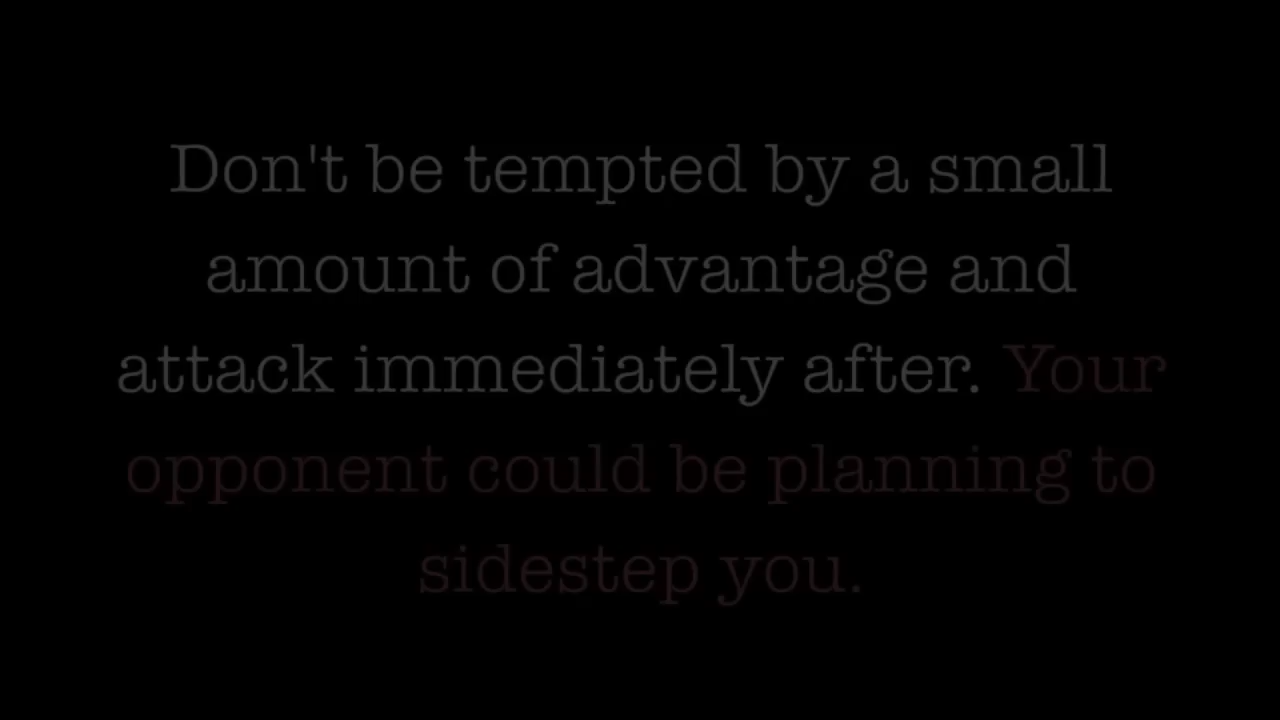 Don't be tempted by a small
amount of advantage and
attack immediately after. Your
opponent could be planning to
sidestep you.